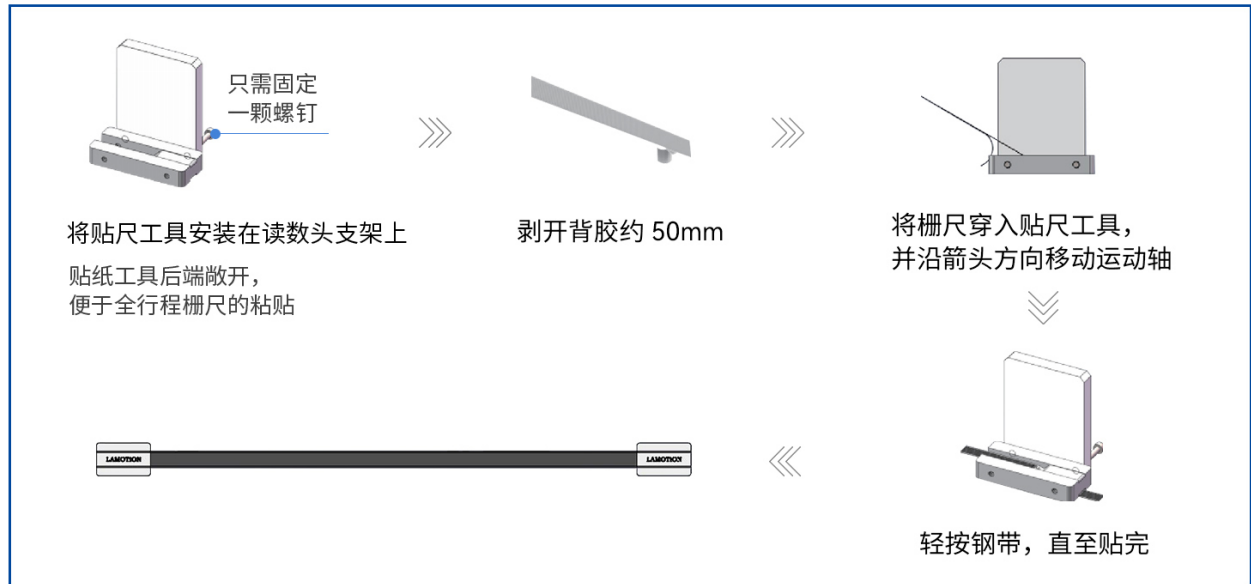 只需固定
一颗螺钉
将贴尺工具安装在读数头支架上
贴纸工具后端敞开，
便于全行程栅尺的粘贴
剥开背胶约 50mm
将栅尺穿入贴尺工具，
并沿箭头方向移动运动轴
轻按钢带，直至贴完
LAMOTION
LAMOTION